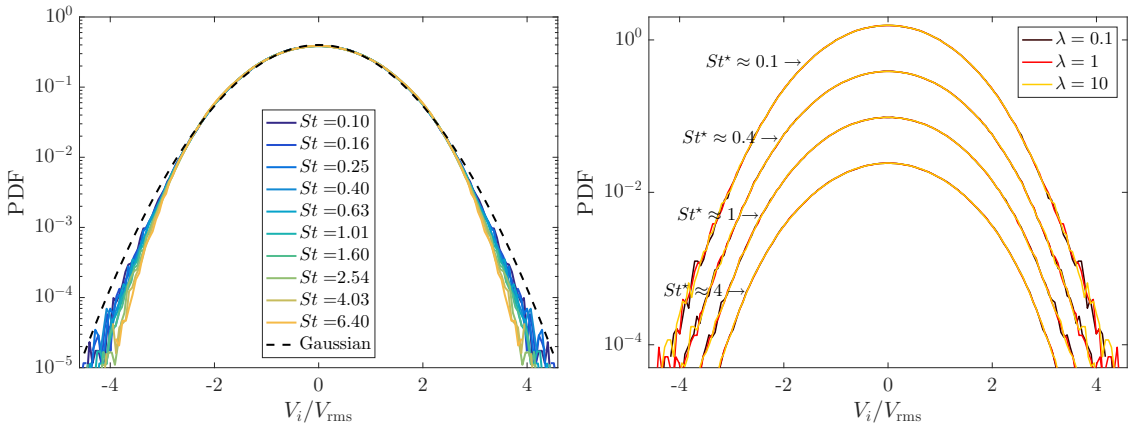 10^0
10^-1
10^-2
10^-3
10^-4
10^-5
PDF
-4 -2 0 2 4
V_i/V_rms
St =0.10
St =0.16
St =0.25
St =0.40
St =0.63
St =1.01
St =1.60
St =2.54
St =4.03
St =6.40
Gaussian
10^0
10^-2
10^-4
PDF
-4 -2 0 2 4
V_i/V_rms
St* ≈ 0.1→
St* ≈ 0.4→
St* ≈ 1→
St* ≈ 4→
λ = 0.1
λ = 1
λ = 10